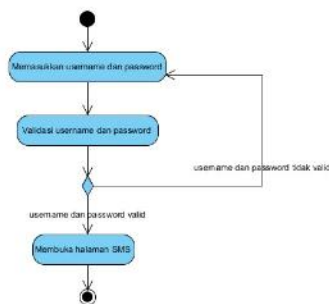 Memasukkan username dan password
Validasi username dan password
username dan password tidak valid
username dan password valid
Membuka halaman SMS